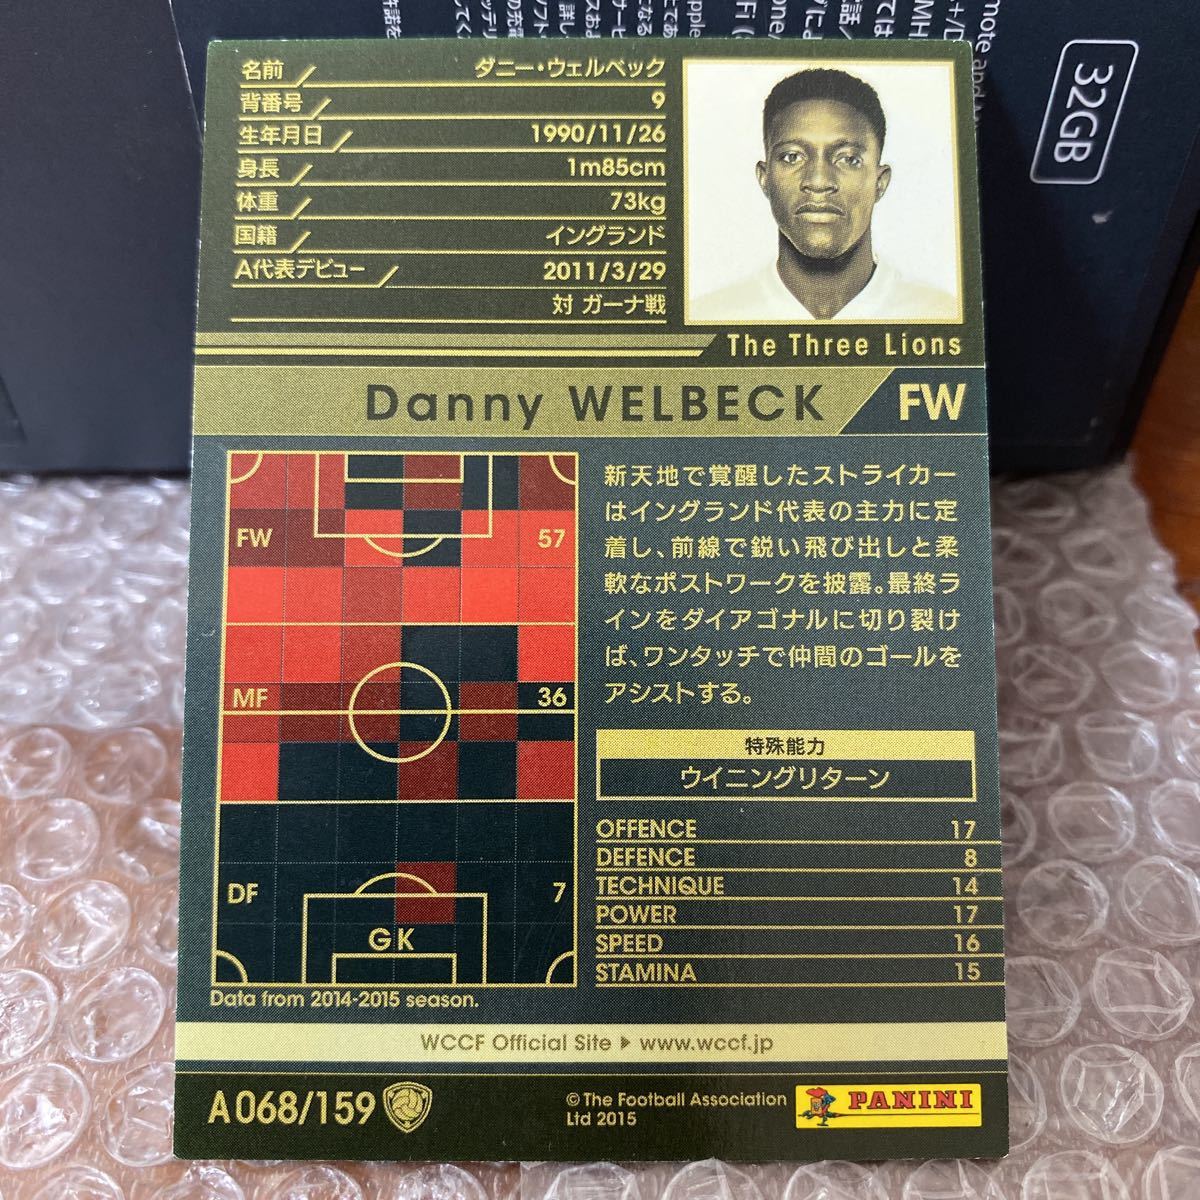 32GB
名前 ダニー・ウェルベック
背番号 9
生年月日 1990/11/26
身長 1m85cm
体重 73kg
国籍 イングランド
A代表デビュー 2011/3/29
対 ガーナ戦
The Three Lions
Danny WELBECK FW
FW 57
MF 36
DF 7
GK
Data from 2014-2015 season.
新天地で覚醒したストライカー
はイングランド代表の主力に定
着し、前線で鋭い飛び出しと柔
軟なポストワークを披露。最終ラ
インをダイアゴナルに切り裂け
ば、ワンタッチで仲間のゴールを
アシストする。
特殊能力
ウイニングリターン
OFFENCE 17
DEFENCE 8
TECHNIQUE 14
POWER 17
SPEED 16
STAMINA 15
WCCF Official Site ▶ www.wccf.jp
A068/159
© The Football Association
Ltd 2015
PANINI